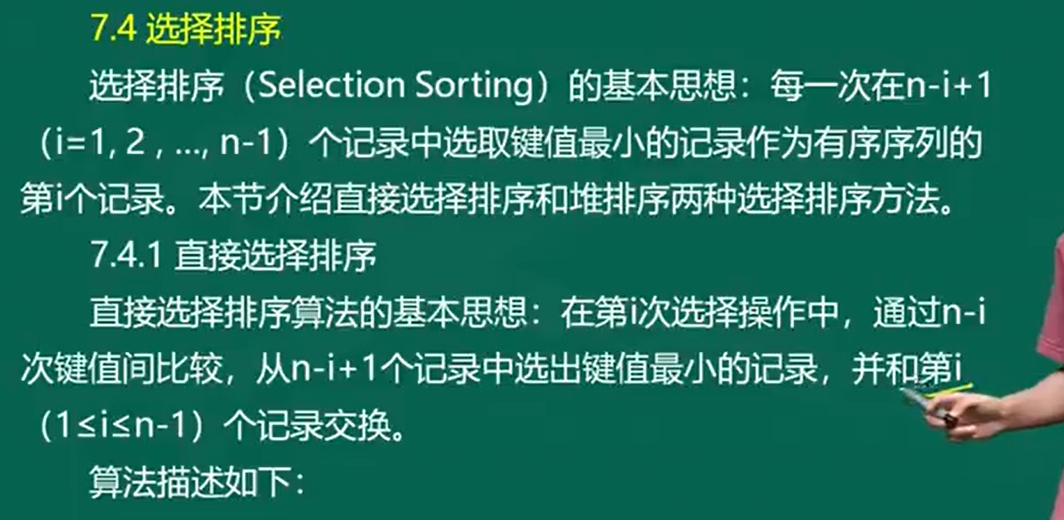 7.4 选择排序
选择排序（Selection Sorting）的基本思想：每一次在n-i+1
（i=1, 2 , ..., n-1）个记录中选取键值最小的记录作为有序序列的
第i个记录。本节介绍直接选择排序和堆排序两种选择排序方法。
7.4.1 直接选择排序
直接选择排序算法的基本思想：在第i次选择操作中，通过n-i
次键值间比较，从n-i+1个记录中选出键值最小的记录，并和第i
（1≤i≤n-1）个记录交换。
算法描述如下：